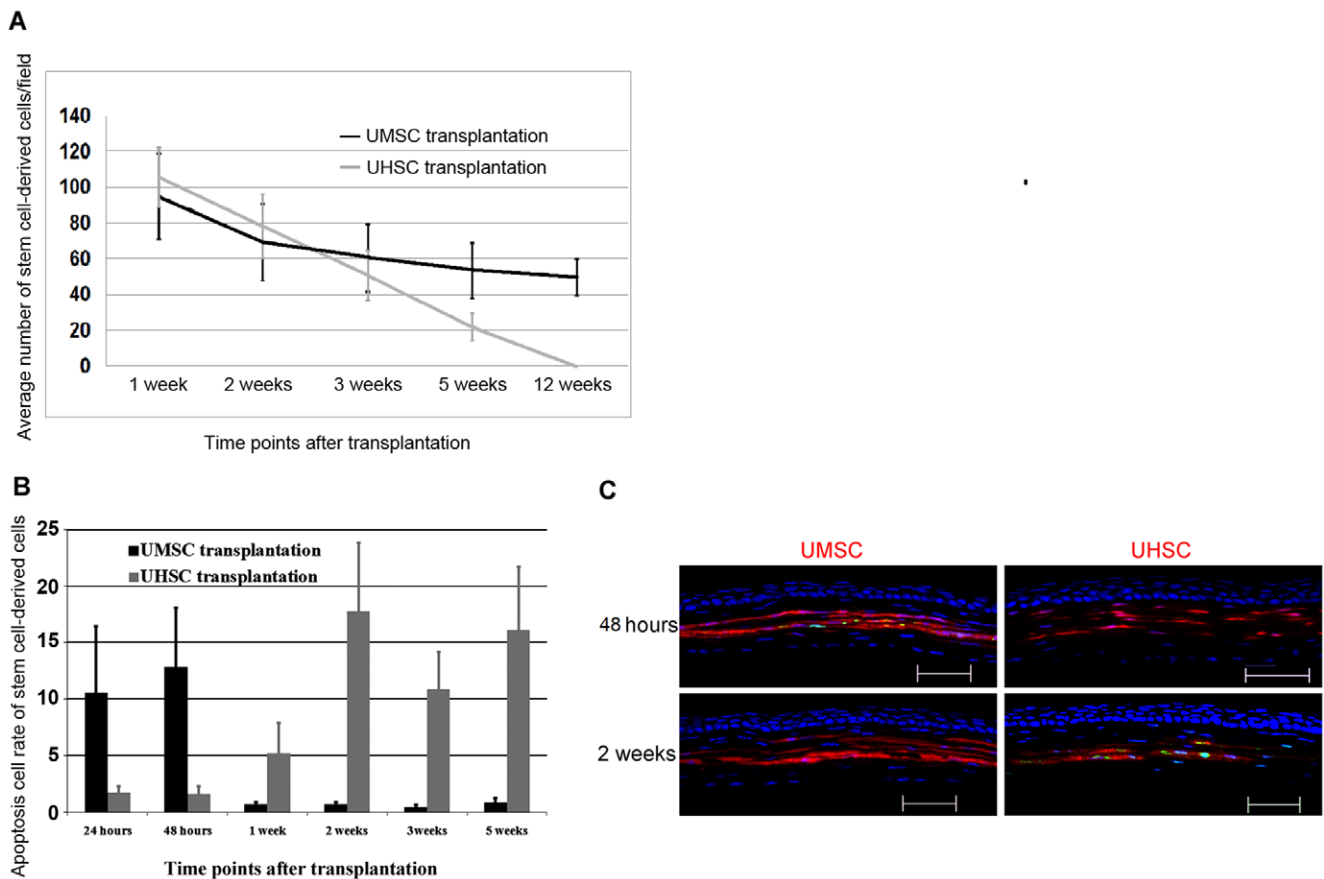 A
Average number of stem cell-derived cells/field
140
120
100
80
60
40
20
0
UMSC transplantation
UHSC transplantation
1 week 2 weeks 3 weeks 5 weeks 12 weeks
Time points after transplantation
B
Apoptosis cell rate of stem cell-derived cells
25
20
15
10
5
0
UMSC transplantation
UHSC transplantation
24 hours 48 hours 1 week 2 weeks 3weeks 5 weeks
Time points after transplantation
C
UMSC UHSC
48 hours
2 weeks